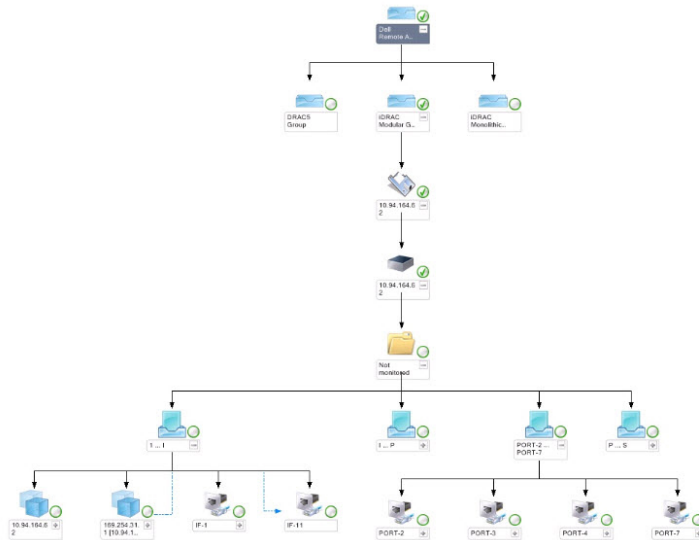 Dell
Remote A..
DRAC5
Group
iDRAC
Modular G..
iDRAC
Monolithic..
10.94.164.6
2
10.94.164.6
2
Not
monitored
1 ... I
I ... P
PORT-2 ...
PORT-7
P ... S
10.94.164.6
2
169.254.31.
1 [10.94.1...
IF-1
IF-11
PORT-2
PORT-3
PORT-4
PORT-7